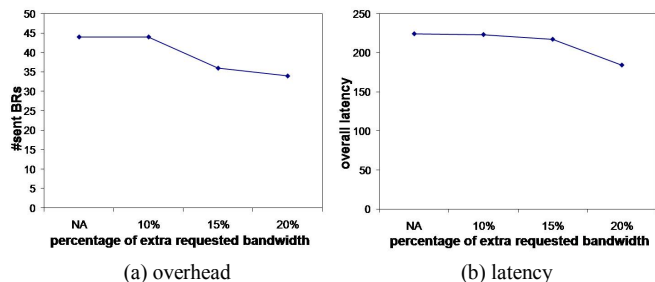 50
45
40
35
30
25
20
15
10
5
0
#sent BRs
NA 10% 15% 20%
percentage of extra requested bandwidth
(a) overhead
250
200
150
100
50
0
overall latency
NA 10% 15% 20%
percentage of extra requested bandwidth
(b) latency